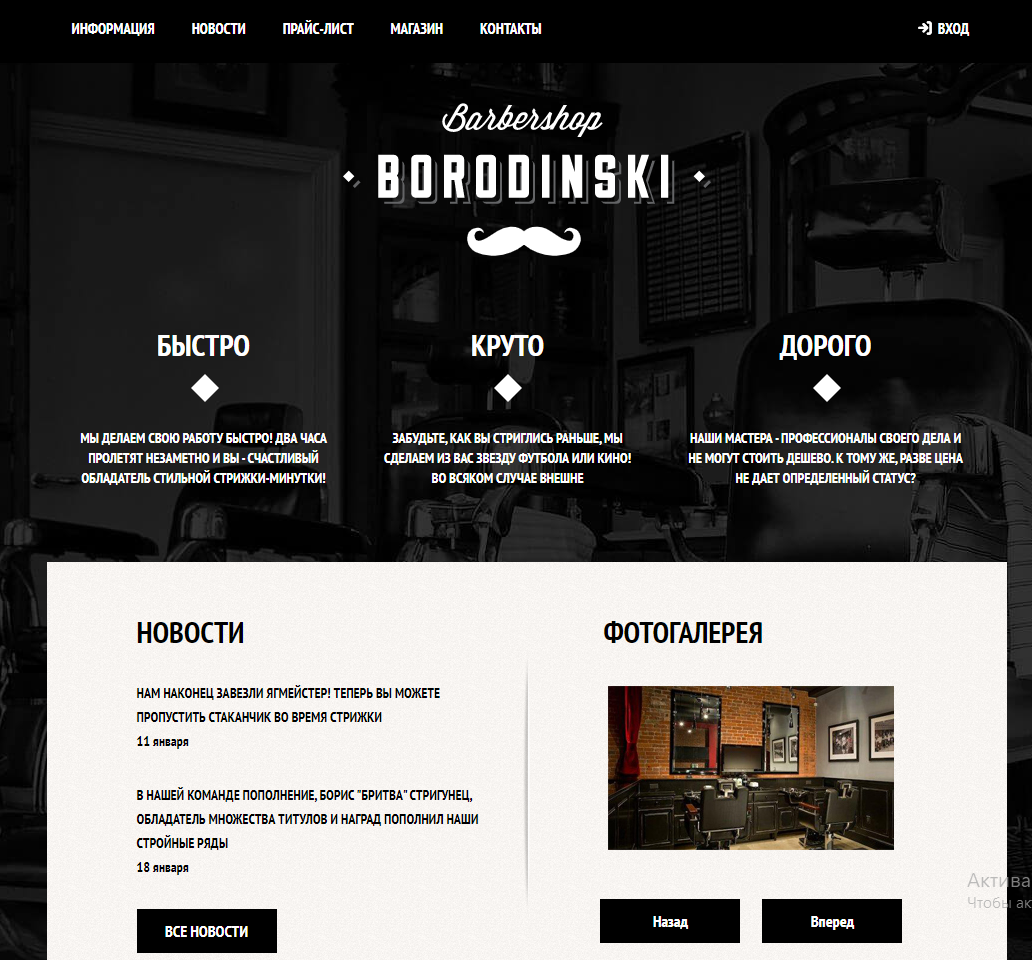 ИНФОРМАЦИЯ НОВОСТИ ПРАЙС-ЛИСТ МАГАЗИН КОНТАКТЫ ВХОД
Barbershop
BORODINSKI
БЫСТРО
МЫ ДЕЛАЕМ СВОЮ РАБОТУ БЫСТРО! ДВА ЧАСА
ПРОЛЕТЯТ НЕЗАМЕТНО И ВЫ - СЧАСТЛИВЫЙ
ОБЛАДАТЕЛЬ СТИЛЬНОЙ СТРИЖКИ-МИНУТКИ!
КРУТО
ЗАБУДЬТЕ, КАК ВЫ СТРИГЛИСЬ РАНЬШЕ, МЫ
СДЕЛАЕМ ИЗ ВАС ЗВЕЗДУ ФУТБОЛА ИЛИ КИНО!
ВО ВСЯКОМ СЛУЧАЕ ВНЕШНЕ
ДОРОГО
НАШИ МАСТЕРА - ПРОФЕССИОНАЛЫ СВОЕГО ДЕЛА И
НЕ МОГУТ СТОИТЬ ДЕШЕВО. К ТОМУ ЖЕ, РАЗВЕ ЦЕНА
НЕ ДАЕТ ОПРЕДЕЛЕННЫЙ СТАТУС?
НОВОСТИ
НАМ НАКОНЕЦ ЗАВЕЗЛИ ЯГМЕЙСТЕР! ТЕПЕРЬ ВЫ МОЖЕТЕ
ПРОПУСТИТЬ СТАКАНЧИК ВО ВРЕМЯ СТРИЖКИ
11 января
В НАШЕЙ КОМАНДЕ ПОПОЛНЕНИЕ, БОРИС "БРИТВА" СТРИГУНЕЦ,
ОБЛАДАТЕЛЬ МНОЖЕСТВА ТИТУЛОВ И НАГРАД ПОПОЛНИЛ НАШИ
СТРОЙНЫЕ РЯДЫ
18 января
ВСЕ НОВОСТИ
ФОТОГАЛЕРЕЯ
Назад Вперед
Актива
Чтобы ак